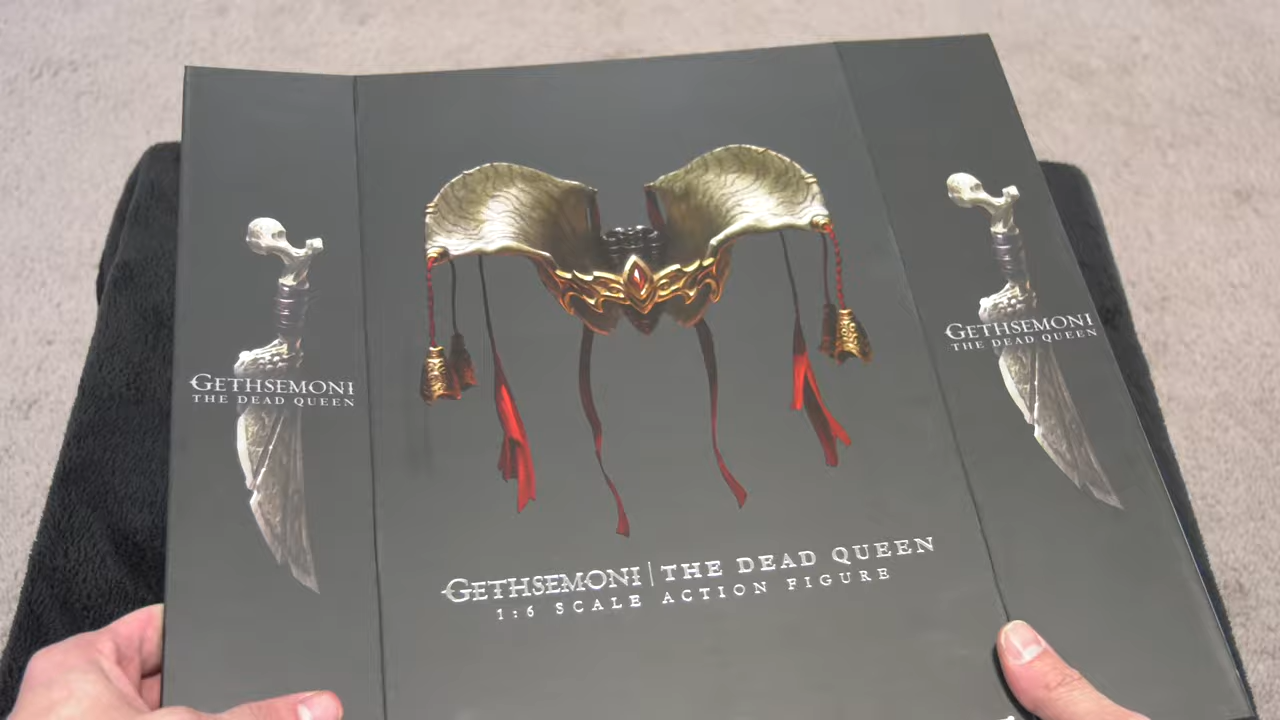 GETHSEMONI
THE DEAD QUEEN
GETHSEMONI | THE DEAD QUEEN
1:6 SCALE ACTION FIGURE
GETHSEMONI
THE DEAD QUEEN